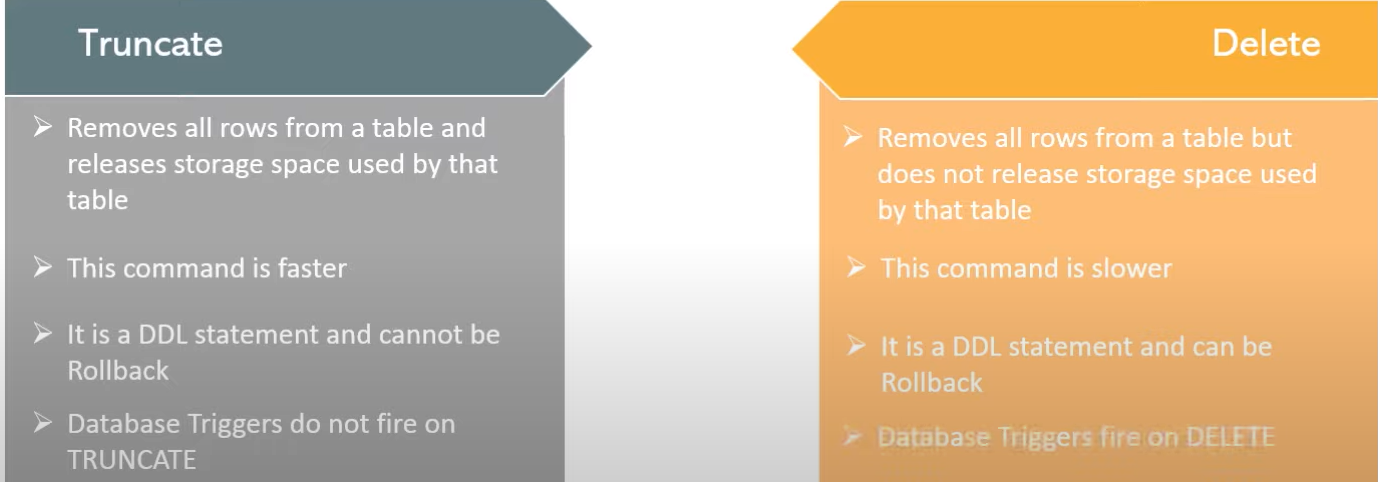 Truncate
Removes all rows from a table and
releases storage space used by that
table
This command is faster
It is a DDL statement and cannot be
Rollback
Database Triggers do not fire on
TRUNCATE
Delete
Removes all rows from a table but
does not release storage space used
by that table
This command is slower
It is a DDL statement and can be
Rollback
Database Triggers fire on DELETE